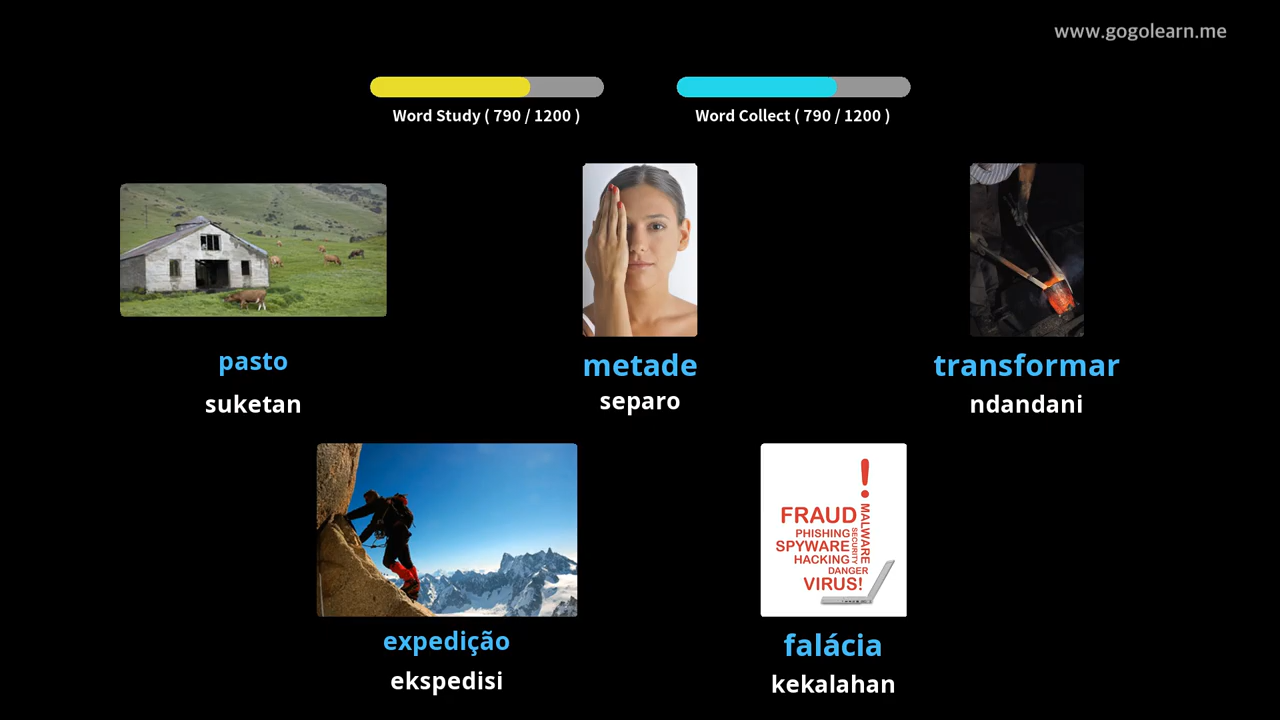 www.gogolearn.me
Word Study ( 790 / 1200 )
Word Collect ( 790 / 1200 )
pasto
suketan
metade
separo
transformar
ndandani
expedição
ekspedisi
!
FRAUD
PHISHING
SPYWARE
HACKING
DANGER
VIRUS!
SECURITY
MALWARE
falácia
kekalahan